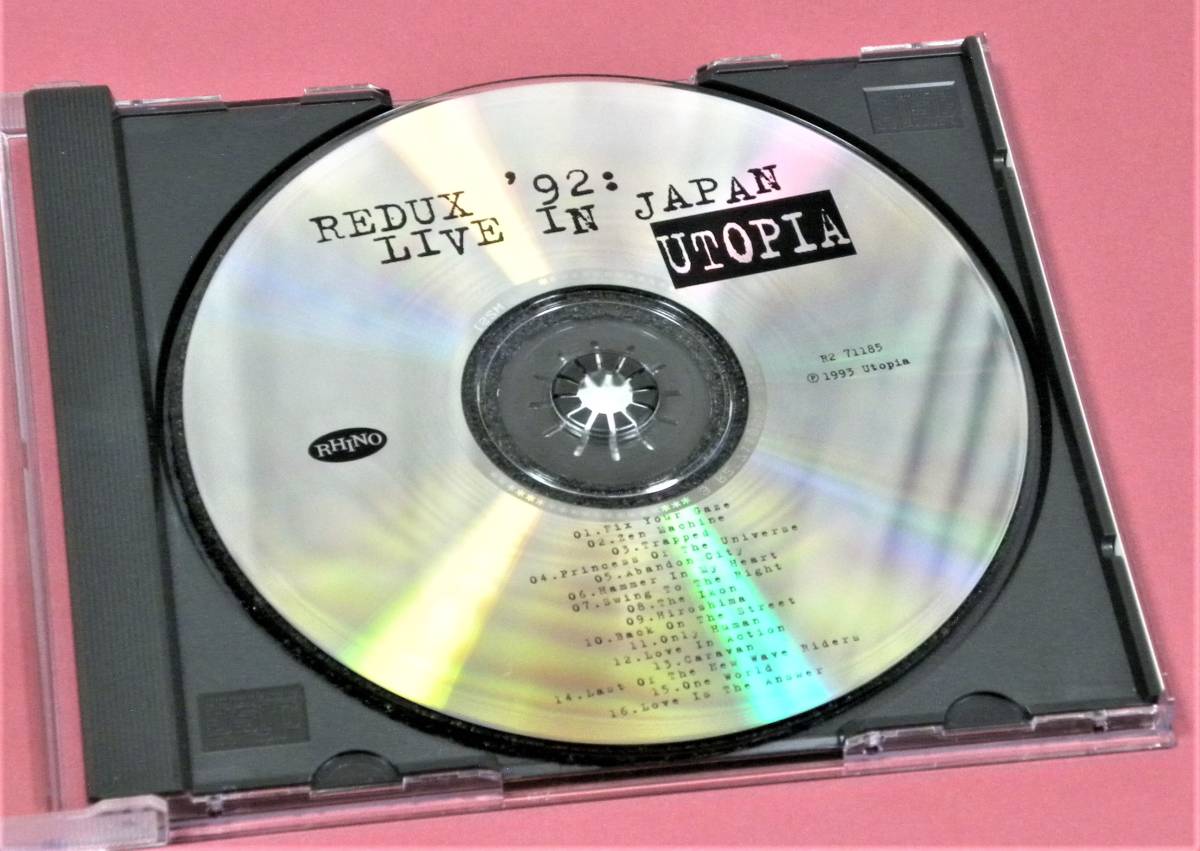 REDUX '92:
LIVE IN JAPAN
UTOPIA
R2 71185
℗1993 Utopia
RHINO
01.Fix Your Gaze
02.Zen Machine
03.Trapped
04.Princess Of The Universe
05.Abandon City
06.Hammer In My Heart
07.Swing To The Right
08.The Ikon
09.Hiroshima
10.Back On The Street
11.Only Human
12.Love In Action
13.Caravan
14.Last Of The New Wave Riders
15.One World
16.Love Is The Answer